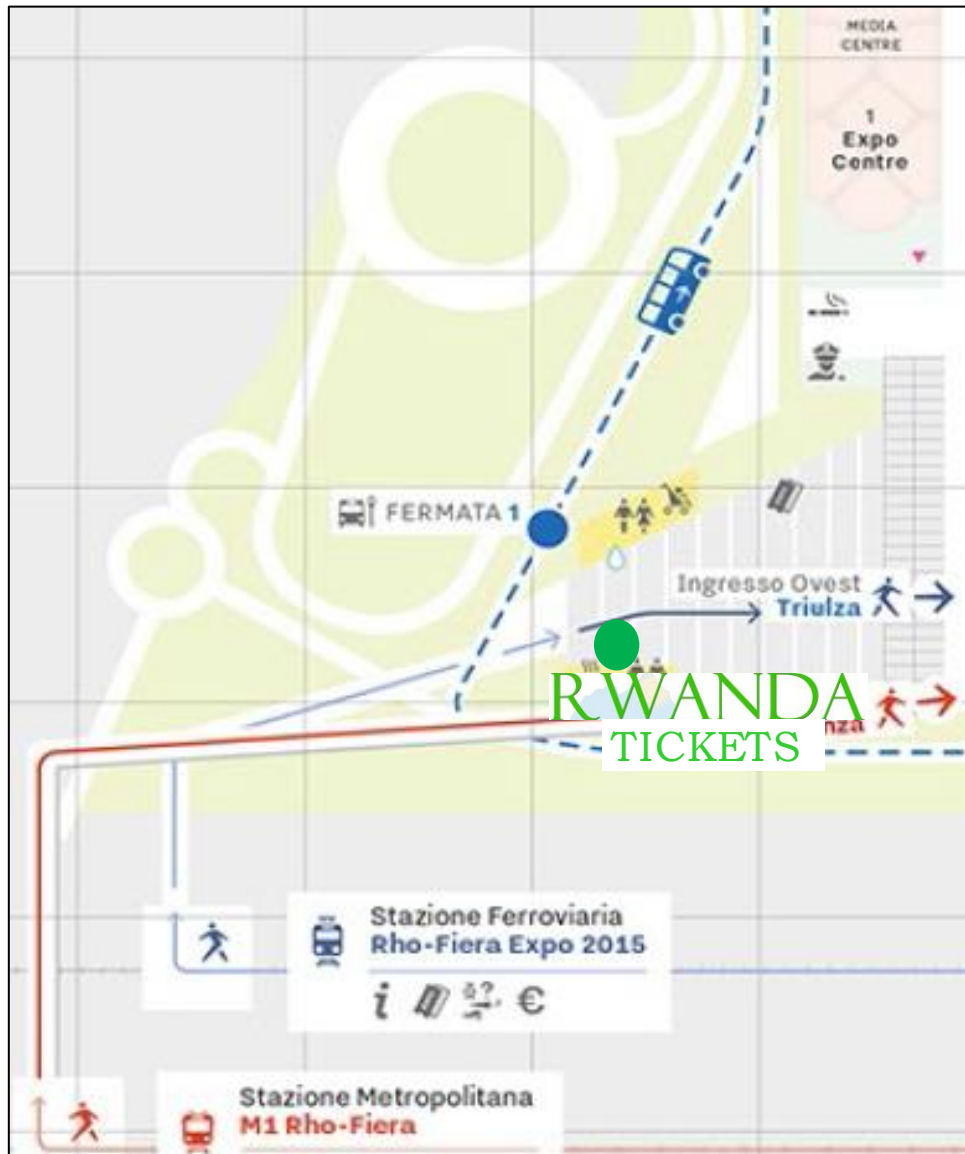 MEDIA
CENTRE
1
Expo
Centre
FERMATA 1
Ingresso Ovest
Triulza
RWANDA
nza
TICKETS
Stazione Ferroviaria
Rho-Fiera Expo 2015
i ? €
Stazione Metropolitana
M1 Rho-Fiera